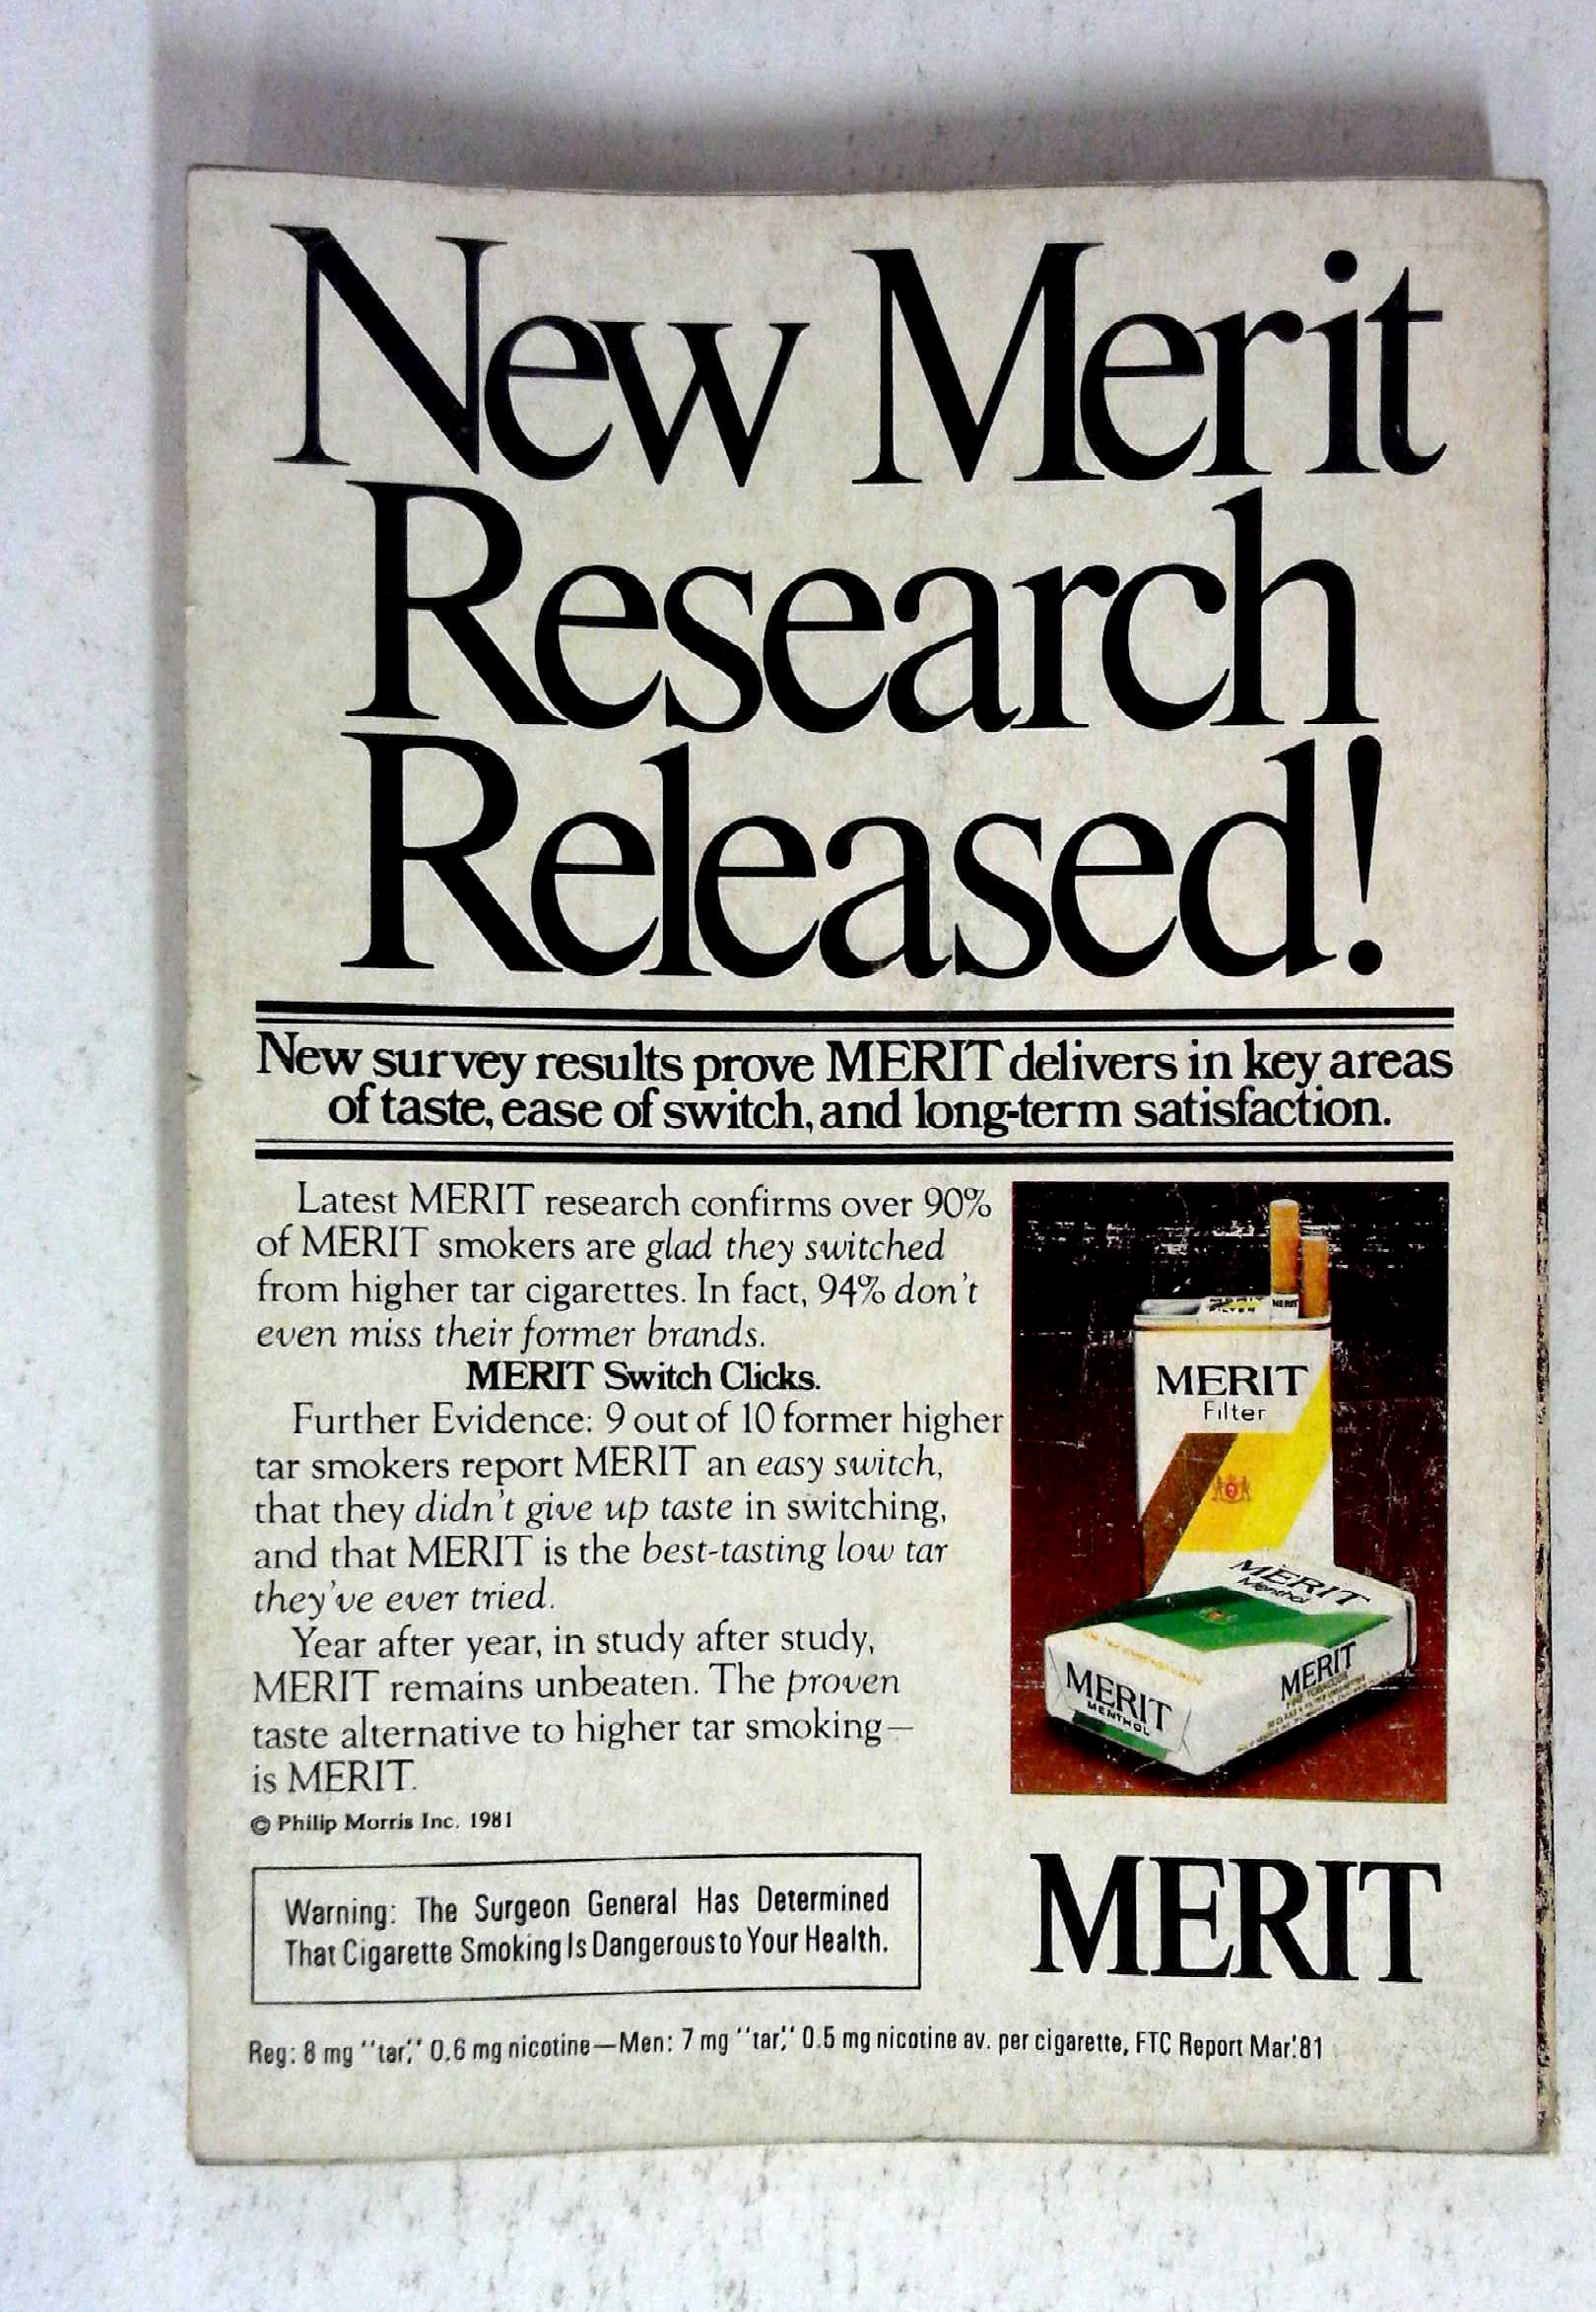 New Merit
Research
Released!
New survey results prove MERIT delivers in key areas
of taste, ease of switch, and long-term satisfaction.
Latest MERIT research confirms over 90%
of MERIT smokers are glad they switched
from higher tar cigarettes. In fact, 94% don't
even miss their former brands.
MERIT Switch Clicks.
Further Evidence: 9 out of 10 former higher
tar smokers report MERIT an easy switch,
that they didn't give up taste in switching,
and that MERIT is the best-tasting low tar
they've ever tried.
Year after year, in study after study,
MERIT remains unbeaten. The proven
taste alternative to higher tar smoking—
is MERIT.
© Philip Morris Inc. 1981
MERIT
FILTER
MERIT
MERIT
Filter
MERIT
Menthol
MERIT
MENTHOL
MERIT
Warning: The Surgeon General Has Determined
That Cigarette Smoking Is Dangerous to Your Health.
MERIT
Reg: 8 mg "tar," 0.6 mg nicotine—Men: 7 mg "tar," 0.5 mg nicotine av. per cigarette, FTC Report Mar.'81